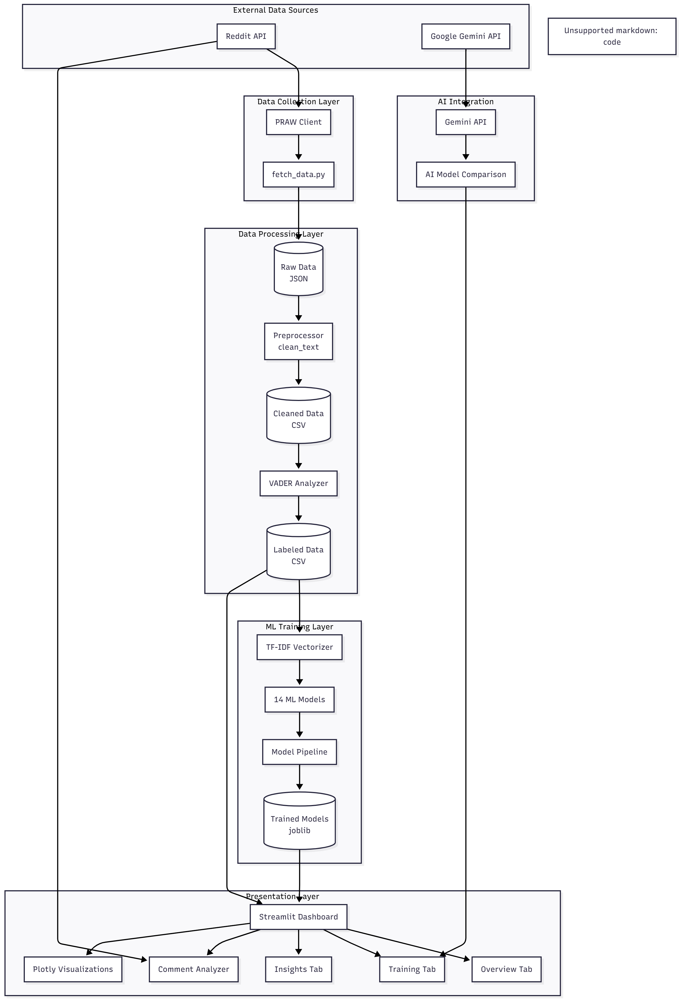 External Data Sources
Reddit API
Google Gemini API
Unsupported markdown:
code
Data Collection Layer
AI Integration
PRAW Client
Gemini API
fetch_data.py
AI Model Comparison
Data Processing Layer
Raw Data
JSON
Preprocessor
clean_text
Cleaned Data
CSV
VADER Analyzer
Labeled Data
CSV
ML Training Layer
TF-IDF Vectorizer
14 ML Models
Model Pipeline
Trained Models
joblib
Presentation Layer
Streamlit Dashboard
Plotly Visualizations
Comment Analyzer
Insights Tab
Training Tab
Overview Tab